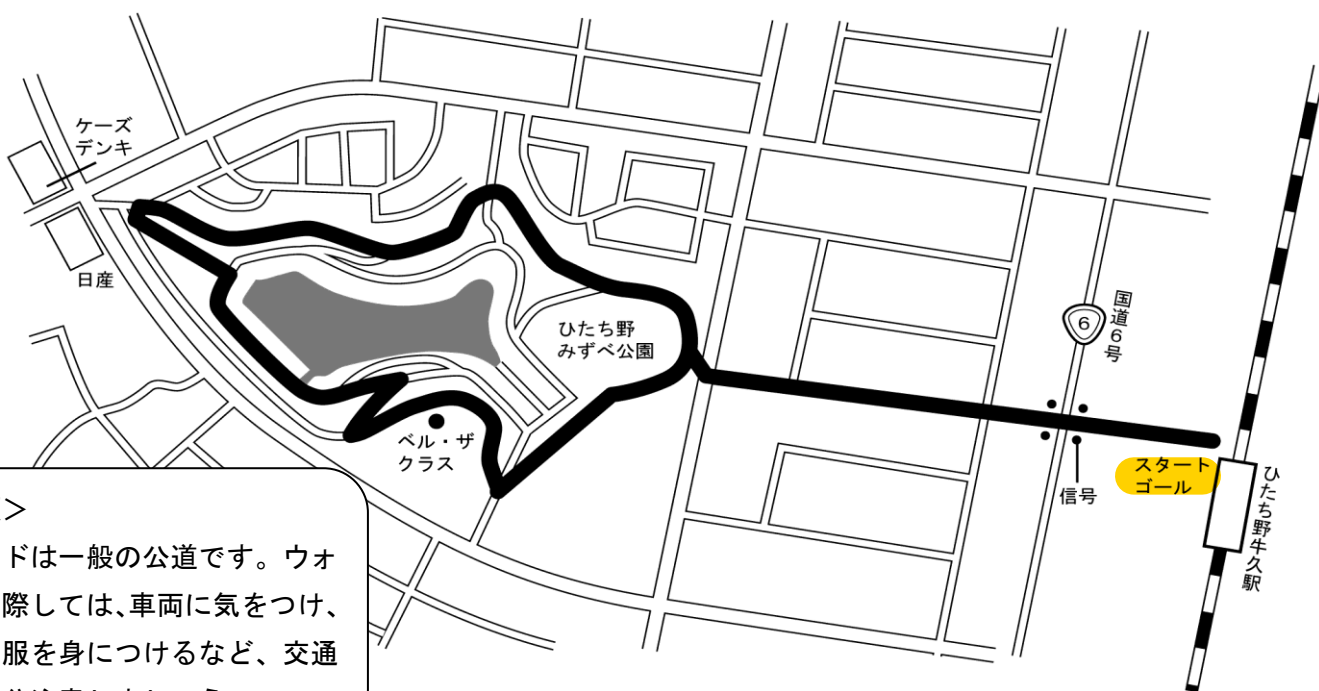 ケーズ
デンキ
日産
ひたち野
みずべ公園
ベル・ザ
クラス
6
国道6号
信号
スタート
ゴール
ひたち野牛久駅
＞
ドは一般の公道です。ウォ
際しては、車両に気をつけ、
服を身につけるなど、交通